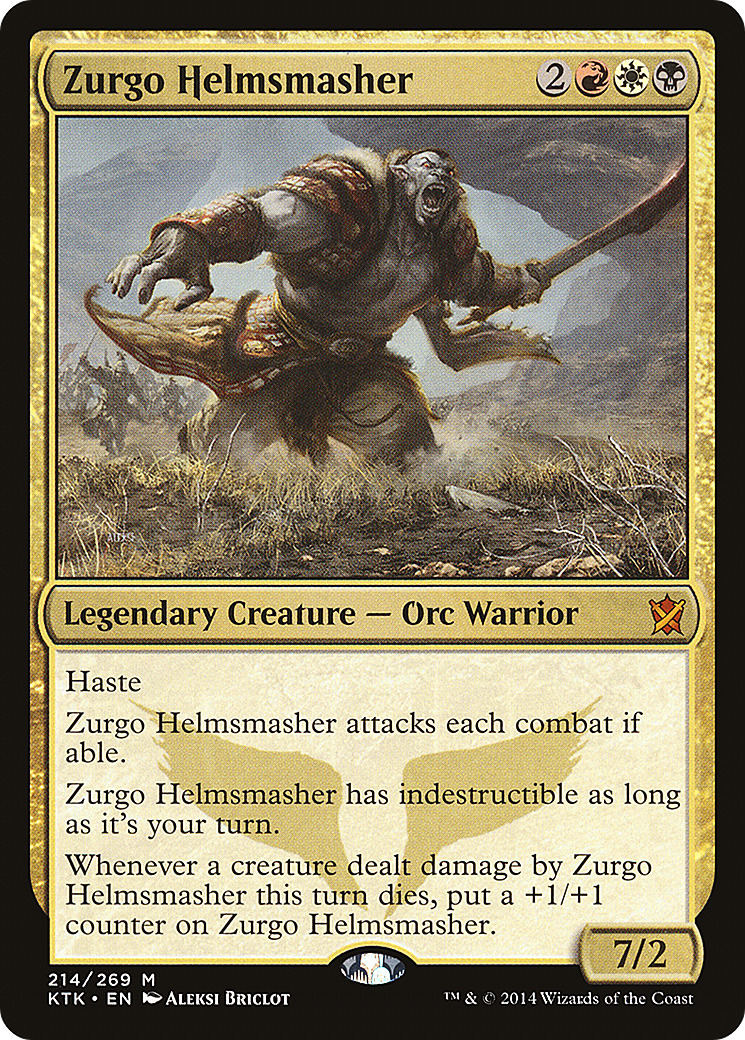 Zurgo Helmsmasher 2
Legendary Creature — Orc Warrior
Haste
Zurgo Helmsmasher attacks each combat if
able.
Zurgo Helmsmasher has indestructible as long
as it's your turn.
Whenever a creature dealt damage by Zurgo
Helmsmasher this turn dies, put a +1/+1
counter on Zurgo Helmsmasher.
7/2
214/269 M
KTK • EN Aleksi Briclot
™ & © 2014 Wizards of the Coast